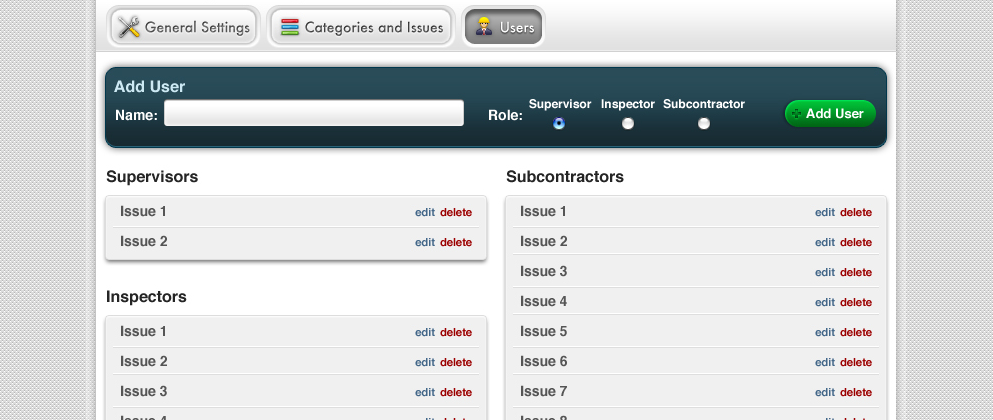 General Settings
Categories and Issues
Users
Add User
Name:
Role:
Supervisor
Inspector
Subcontractor
Add User
Supervisors
Issue 1 edit delete
Issue 2 edit delete
Inspectors
Issue 1 edit delete
Issue 2 edit delete
Issue 3 edit delete
Subcontractors
Issue 1 edit delete
Issue 2 edit delete
Issue 3 edit delete
Issue 4 edit delete
Issue 5 edit delete
Issue 6 edit delete
Issue 7 edit delete